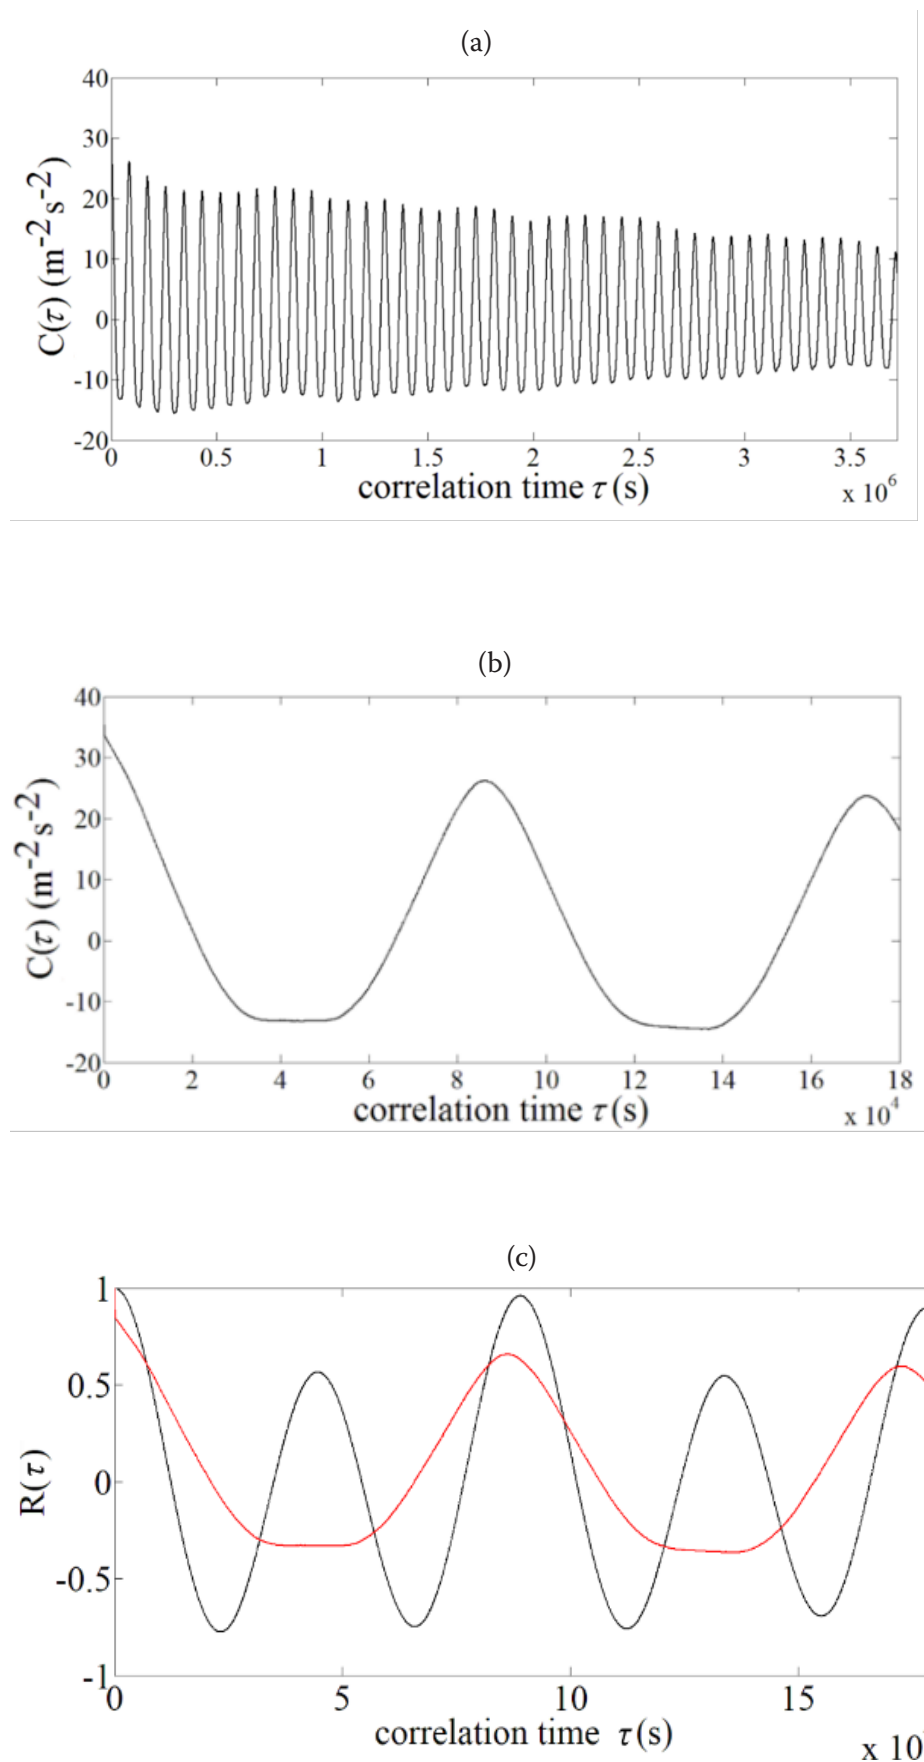 (a)
40
30
20
10
0
-10
-20
C(τ) (m-2s-2)
0 0.5 1 1.5 2 2.5 3 3.5
correlation time τ (s)
x 10^6
(b)
40
30
20
10
0
-10
-20
C(τ) (m-2s-2)
0 2 4 6 8 10 12 14 16 18
correlation time τ (s)
x 10^4
(c)
1
0.5
0
-0.5
-1
R(τ)
0 5 10 15
correlation time τ (s)
x 10